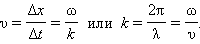 υ = Δx/Δt = ω/k или k = 2π/λ = ω/υ.